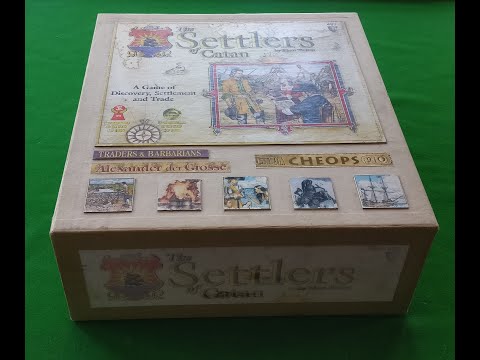 The
Settlers
of Catan
A Game of
Discovery, Settlement
and Trade
TRADERS & BARBARIANS
Alexander der Grosse
CHEOPS
The
Settlers
of Catan